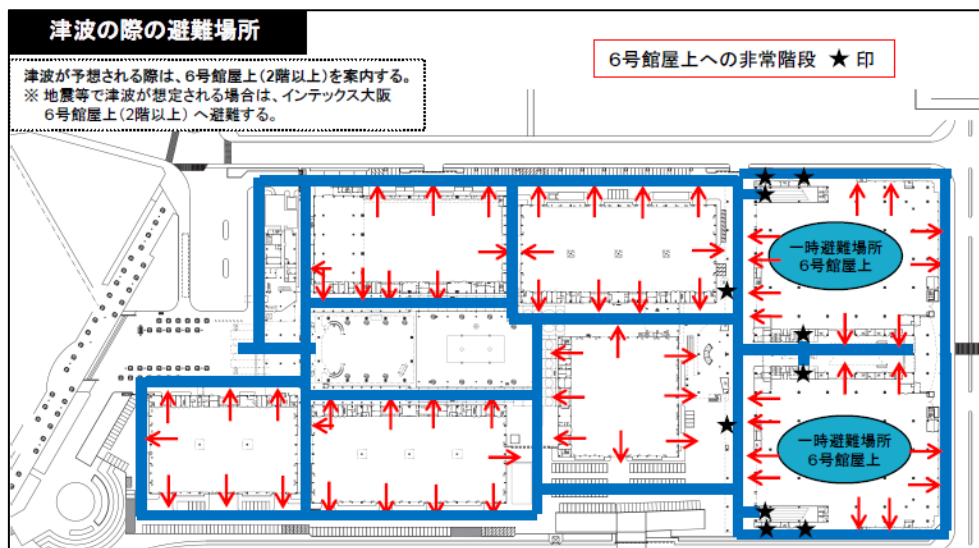 津波の際の避難場所
津波が予想される際は、6号館屋上(2階以上)を案内する。
※ 地震等で津波が想定される場合は、インテックス大阪
6号館屋上(2階以上)へ避難する。
6号館屋上への非常階段 ★ 印
一時避難場所
6号館屋上
一時避難場所
6号館屋上